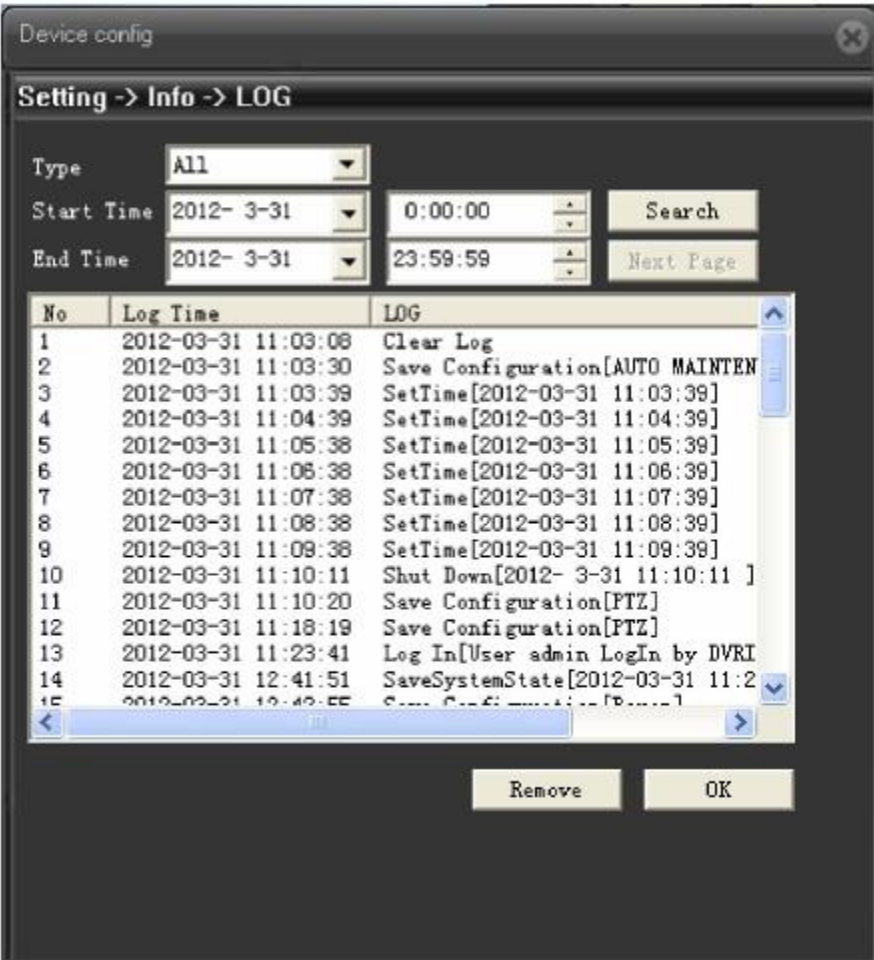 Device config
Setting -> Info -> LOG
Type All
Start Time 2012- 3-31 0:00:00 Search
End Time 2012- 3-31 23:59:59 Next Page
No Log Time LOG
1 2012-03-31 11:03:08 Clear Log
2 2012-03-31 11:03:30 Save Configuration[AUTO MAINTEN
3 2012-03-31 11:03:39 SetTime[2012-03-31 11:03:39]
4 2012-03-31 11:04:39 SetTime[2012-03-31 11:04:39]
5 2012-03-31 11:05:38 SetTime[2012-03-31 11:05:39]
6 2012-03-31 11:06:38 SetTime[2012-03-31 11:06:39]
7 2012-03-31 11:07:38 SetTime[2012-03-31 11:07:39]
8 2012-03-31 11:08:38 SetTime[2012-03-31 11:08:39]
9 2012-03-31 11:09:38 SetTime[2012-03-31 11:09:39]
10 2012-03-31 11:10:11 Shut Down[2012- 3-31 11:10:11 ]
11 2012-03-31 11:10:20 Save Configuration[PTZ]
12 2012-03-31 11:18:19 Save Configuration[PTZ]
13 2012-03-31 11:23:41 Log In[User admin LogIn by DVRI
14 2012-03-31 12:41:51 SaveSystemState[2012-03-31 11:2
Remove OK